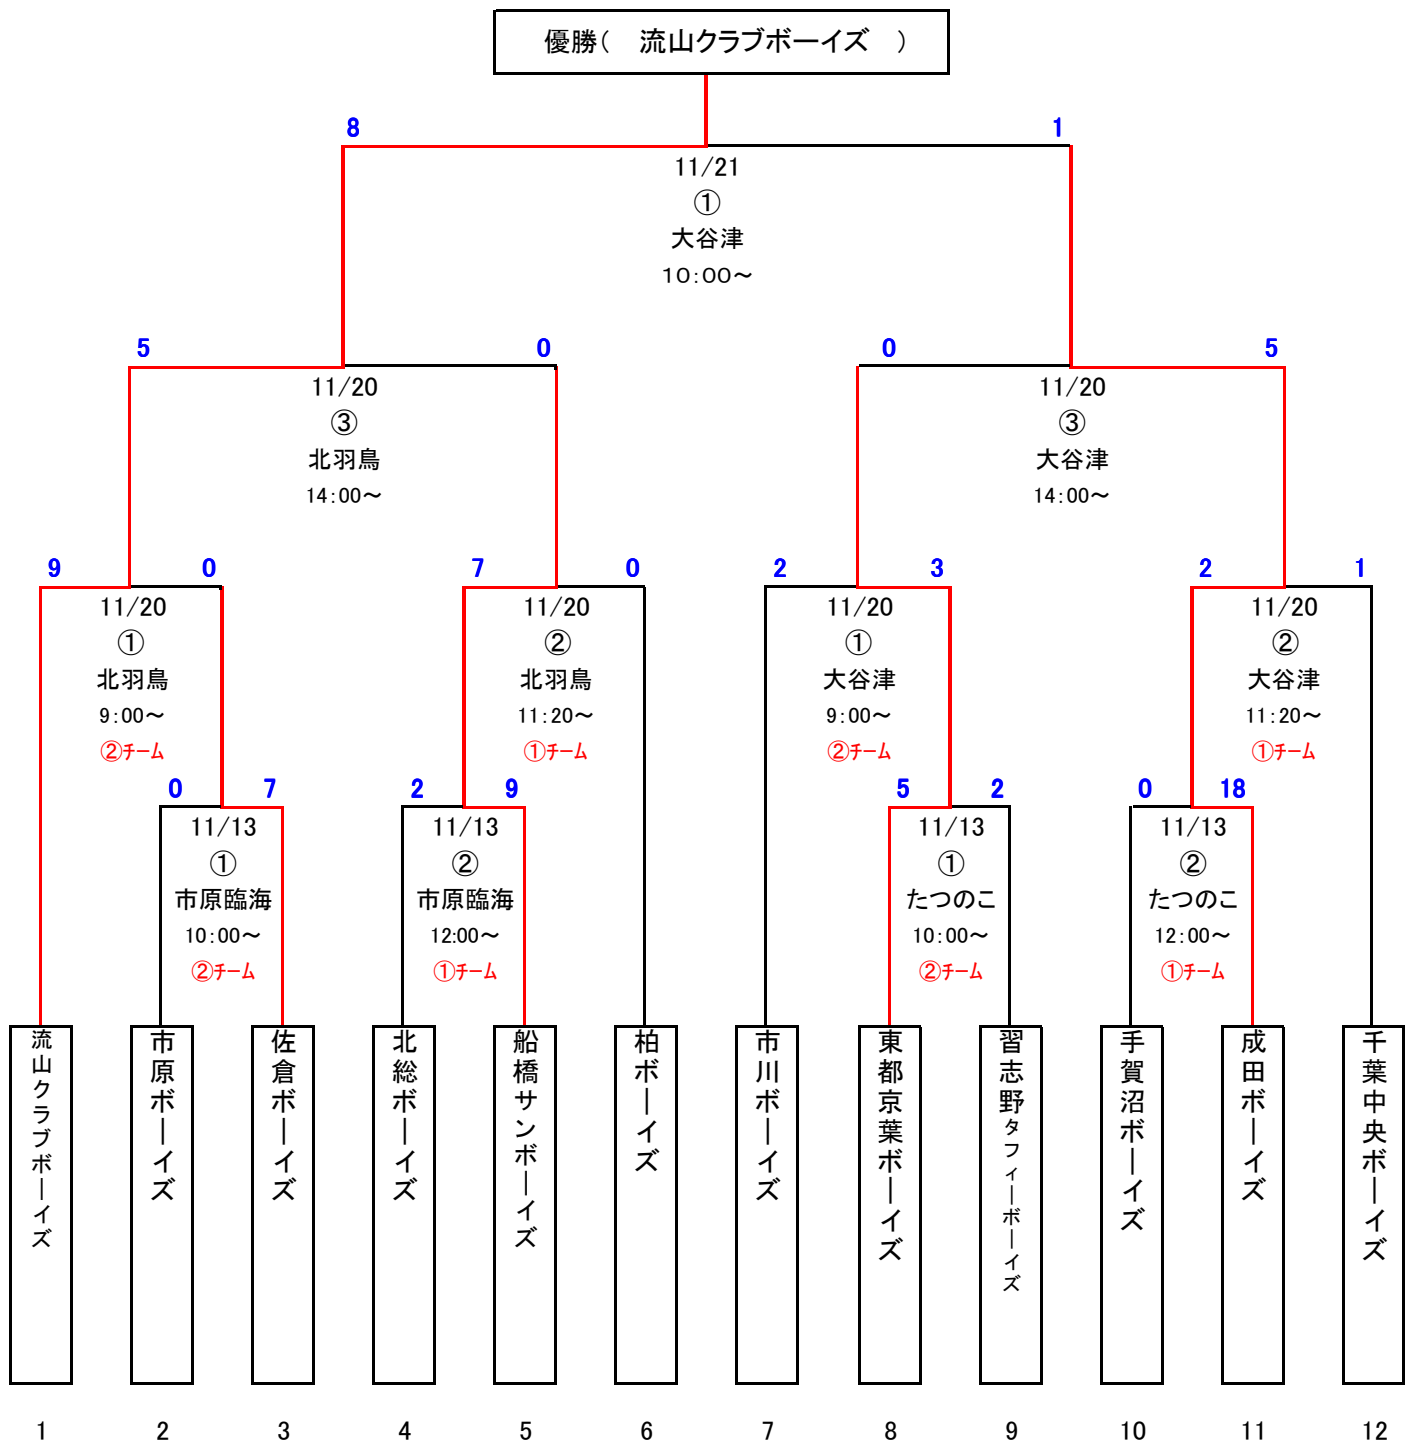 優勝(　流山クラブボーイズ　)
8
1
11/21
①
大谷津
10:00～
5
0
0
5
11/20
③
北羽鳥
14:00～
11/20
③
大谷津
14:00～
9
0
7
0
2
3
2
1
11/20
①
北羽鳥
9:00～
②チーム
11/20
②
北羽鳥
11:20～
①チーム
11/20
①
大谷津
9:00～
②チーム
11/20
②
大谷津
11:20～
①チーム
0
7
2
9
5
2
0
18
11/13
①
市原臨海
10:00～
②チーム
11/13
②
市原臨海
12:00～
①チーム
11/13
①
たつのこ
10:00～
②チーム
11/13
②
たつのこ
12:00～
①チーム
流山クラブボーイズ
市原ボーイズ
佐倉ボーイズ
北総ボーイズ
船橋サンボーイズ
柏ボーイズ
市川ボーイズ
東都京葉ボーイズ
習志野タフィーボーイズ
手賀沼ボーイズ
成田ボーイズ
千葉中央ボーイズ
1
2
3
4
5
6
7
8
9
10
11
12